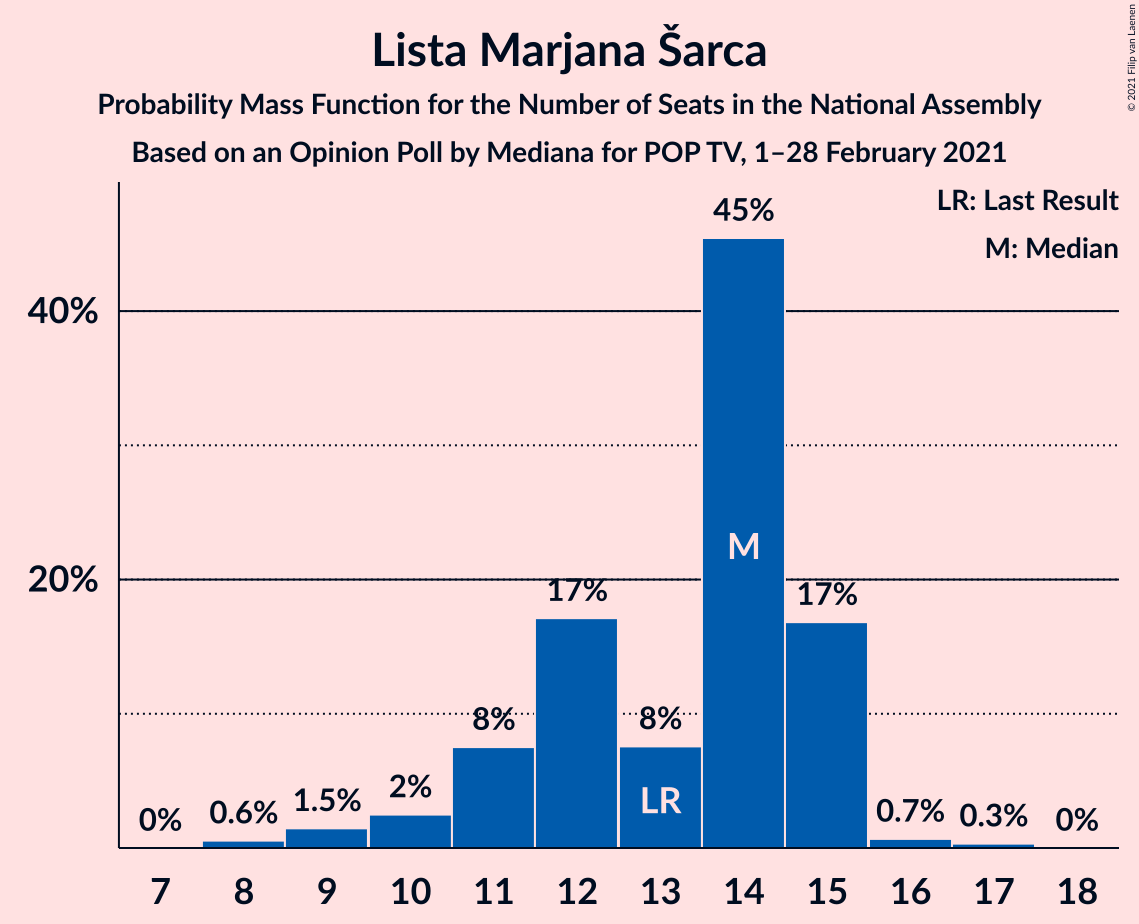 Lista Marjana Šarca
Probability Mass Function for the Number of Seats in the National Assembly
Based on an Opinion Poll by Mediana for POP TV, 1–28 February 2021
© 2021 Filip van Laenen
LR: Last Result
M: Median
40%
20%
0%
0.6%
1.5%
2%
8%
17%
8%
45%
17%
0.7%
0.3%
0%
LR
M
7 8 9 10 11 12 13 14 15 16 17 18